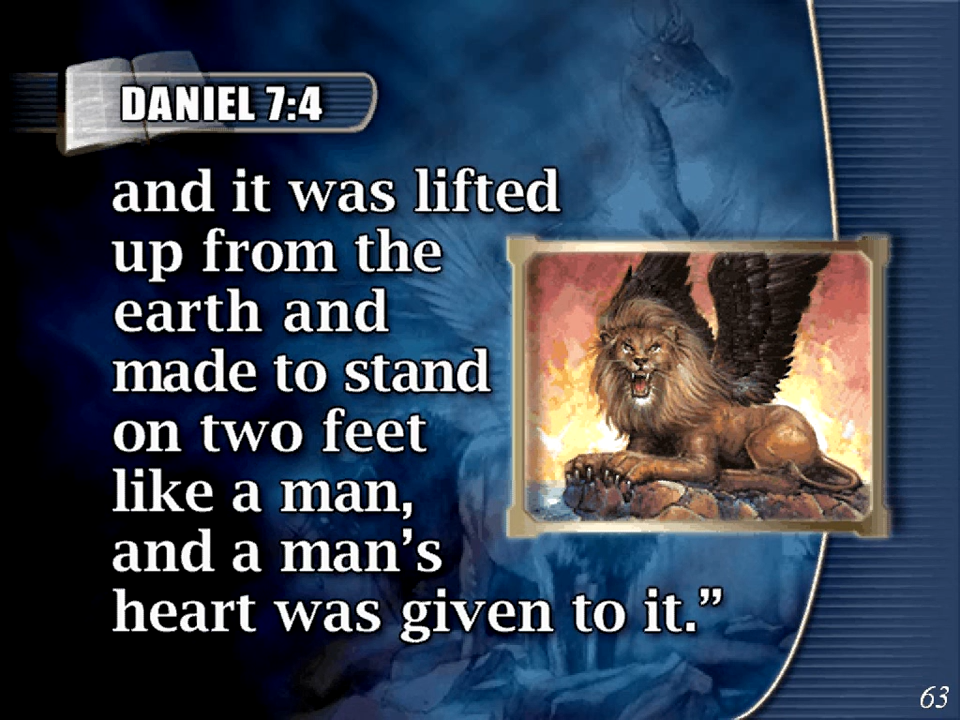 DANIEL 7:4
and it was lifted
up from the
earth and
made to stand
on two feet
like a man,
and a man’s
heart was given to it.”
63